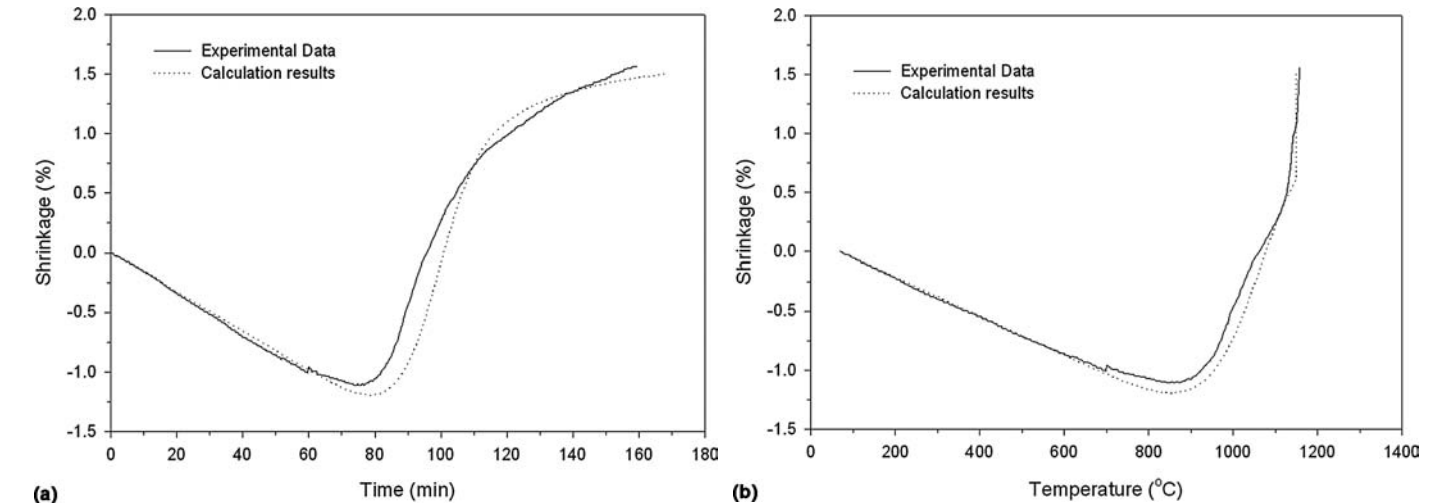 2.0
1.5
1.0
0.5
0.0
-0.5
-1.0
-1.5
Shrinkage (%)
Experimental Data
Calculation results
0 20 40 60 80 100 120 140 160 180
(a) Time (min)
2.0
1.5
1.0
0.5
0.0
-0.5
-1.0
-1.5
Shrinkage (%)
Experimental Data
Calculation results
0 200 400 600 800 1000 1200 1400
(b) Temperature (°C)